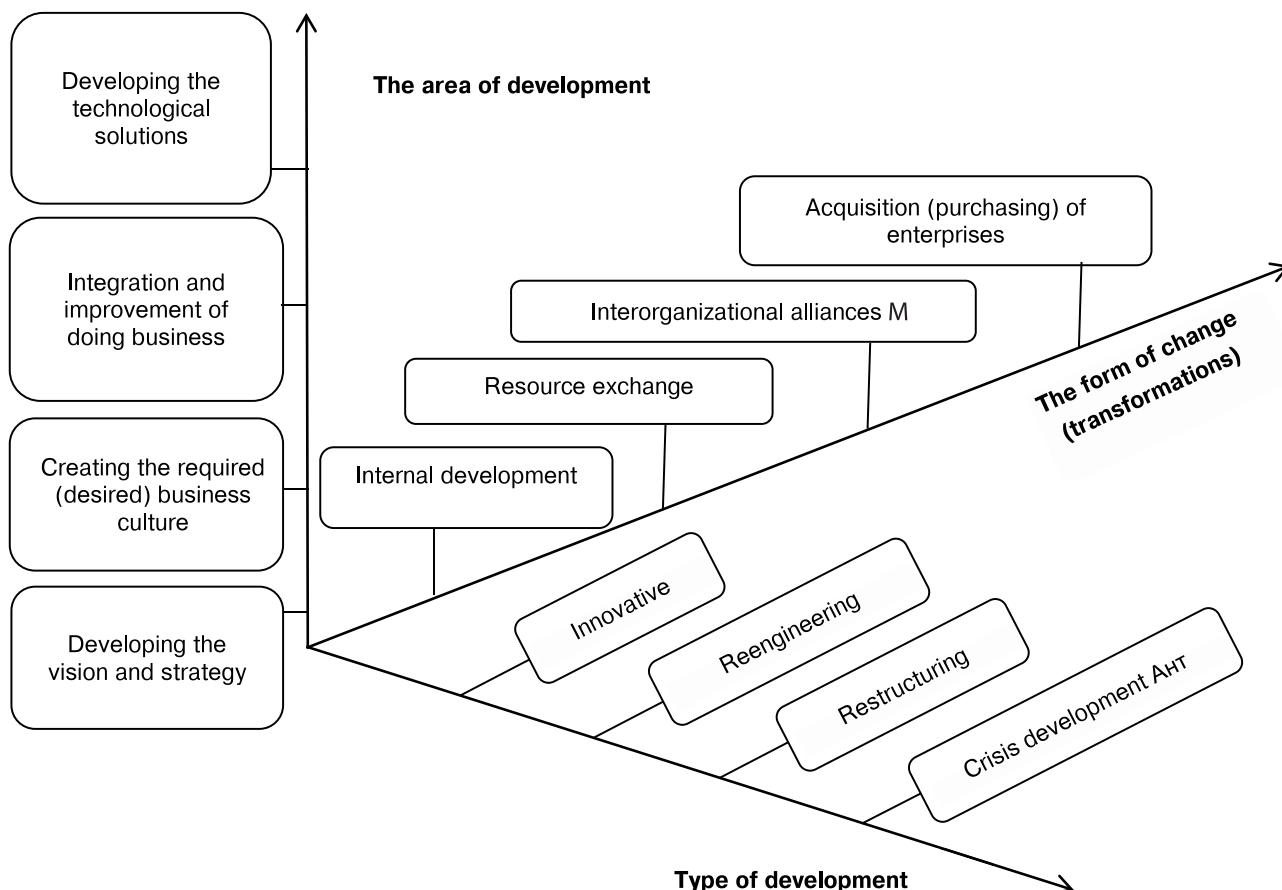 Developing the
technological
solutions
The area of development
Acquisition (purchasing) of
enterprises
Integration and
improvement of
doing business
Interorganizational alliances М
The form of change
(transformations)
Resource exchange
Creating the required
(desired) business
culture
Internal development
Innovative
Reengineering
Restructuring
Crisis development Ант
Developing the
vision and strategy
Type of development